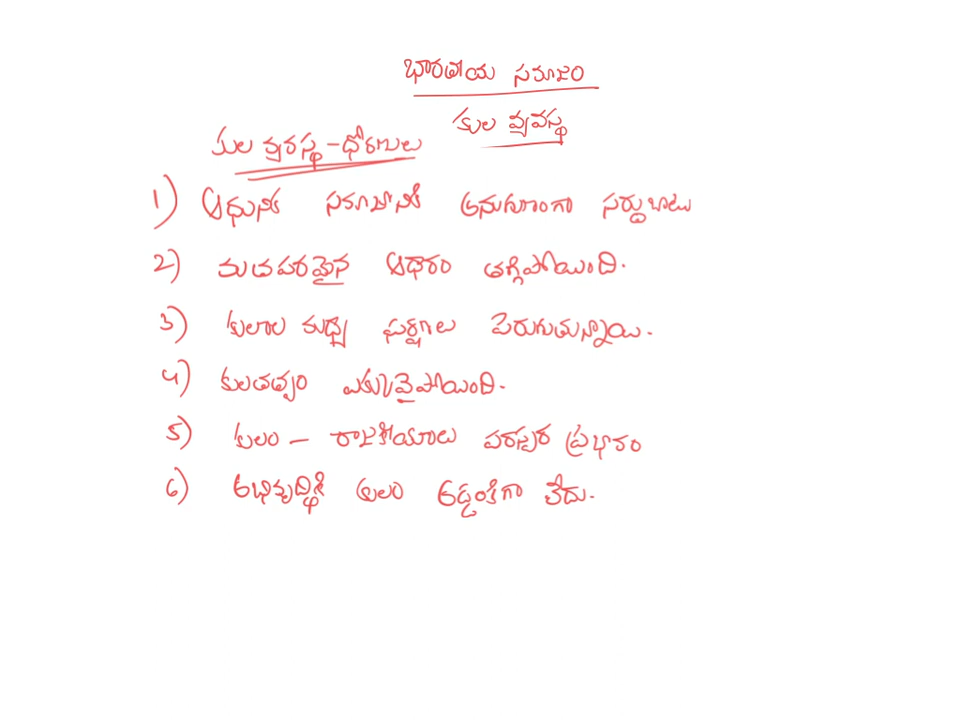 భారతీయ సమాజం
కుల వ్యవస్థ
కుల వ్యవస్థ - ధోరణులు
1) ఆధునిక సమాజానికి అనుగుణంగా సర్దుబాటు
2) మతపరమైన ఆధారం తగ్గిపోయింది.
3) కులాల మధ్య ఘర్షణలు పెరుగుతున్నాయి.
4) కులతత్వం ఎక్కువైపోయింది.
5) కులం - రాజకీయాలు పరస్పర ప్రభావం
6) అభివృద్ధికి కులం అడ్డంకిగా లేదు.